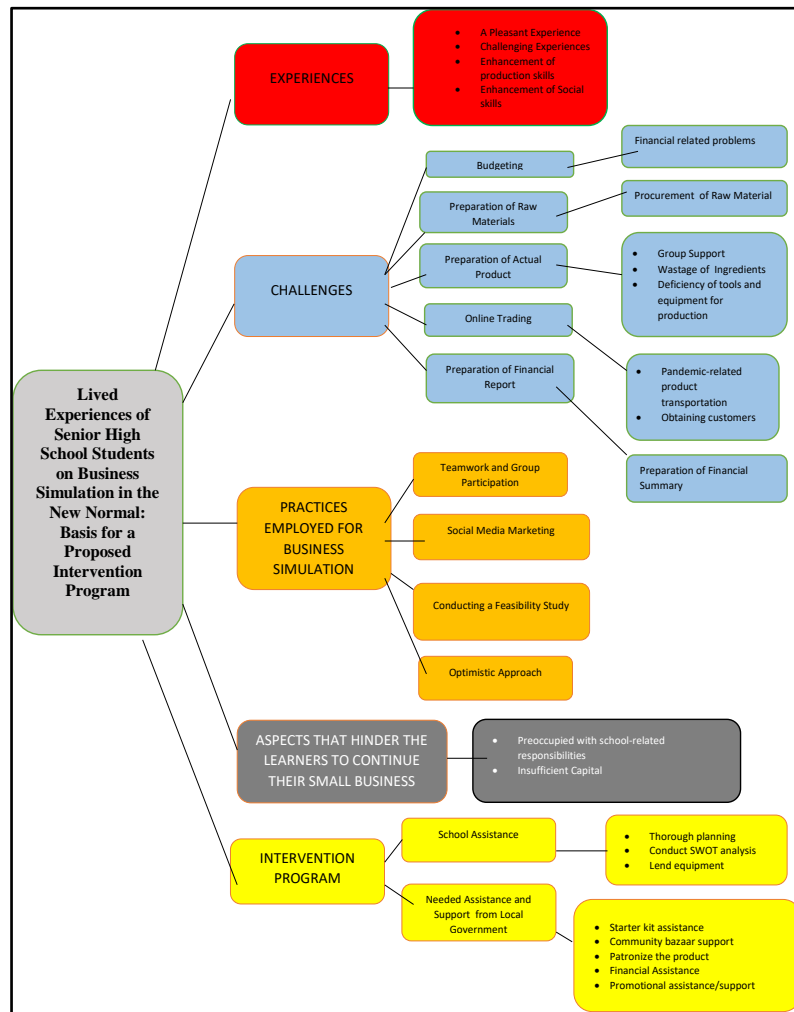 Lived
Experiences of
Senior High
School Students
on Business
Simulation in the
New Normal:
Basis for a
Proposed
Intervention
Program
EXPERIENCES
• A Pleasant Experience
• Challenging Experiences
• Enhancement of
production skills
• Enhancement of Social
skills
CHALLENGES
Budgeting
Financial related problems
Preparation of Raw
Materials
Procurement of Raw Material
Preparation of Actual
Product
• Group Support
• Wastage of Ingredients
• Deficiency of tools and
equipment for
production
Online Trading
• Pandemic-related
product
transportation
• Obtaining customers
Preparation of Financial
Report
Preparation of Financial
Summary
PRACTICES
EMPLOYED FOR
BUSINESS
SIMULATION
Teamwork and Group
Participation
Social Media Marketing
Conducting a Feasibility Study
Optimistic Approach
ASPECTS THAT HINDER THE
LEARNERS TO CONTINUE
THEIR SMALL BUSINESS
• Preoccupied with school-related
responsibilities
• Insufficient Capital
INTERVENTION
PROGRAM
School Assistance
• Thorough planning
• Conduct SWOT analysis
• Lend equipment
Needed Assistance and
Support from Local
Government
• Starter kit assistance
• Community bazaar support
• Patronize the product
• Financial Assistance
• Promotional assistance/support